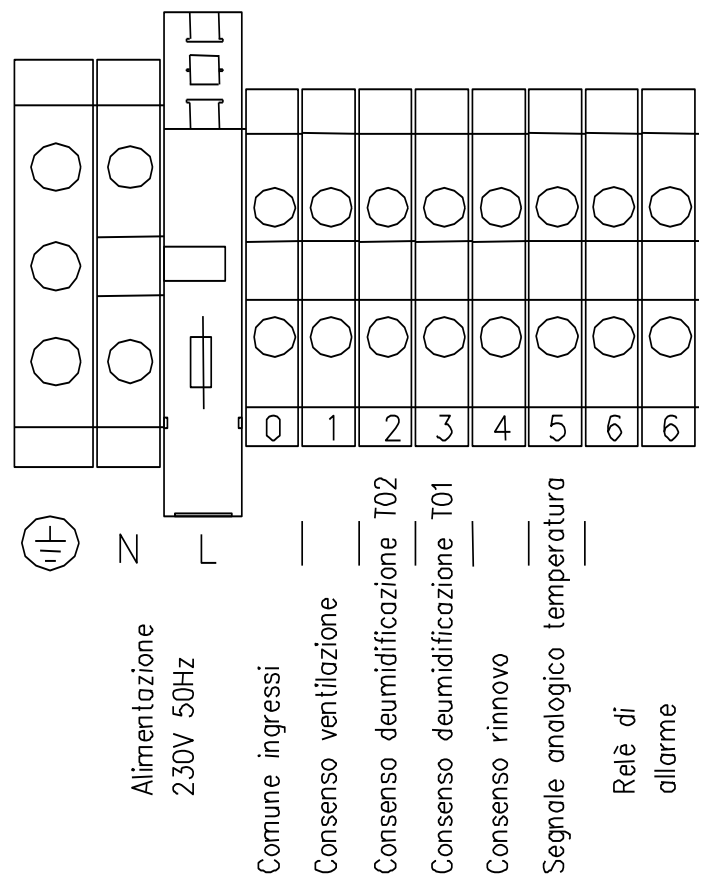 0 1 2 3 4 5 6 6
N L
Alimentazione
230V 50Hz
Comune ingressi
Consenso ventilazione
Consenso deumidificazione T02
Consenso deumidificazione T01
Consenso rinnovo
Segnale analogico temperatura
Relè di
allarme